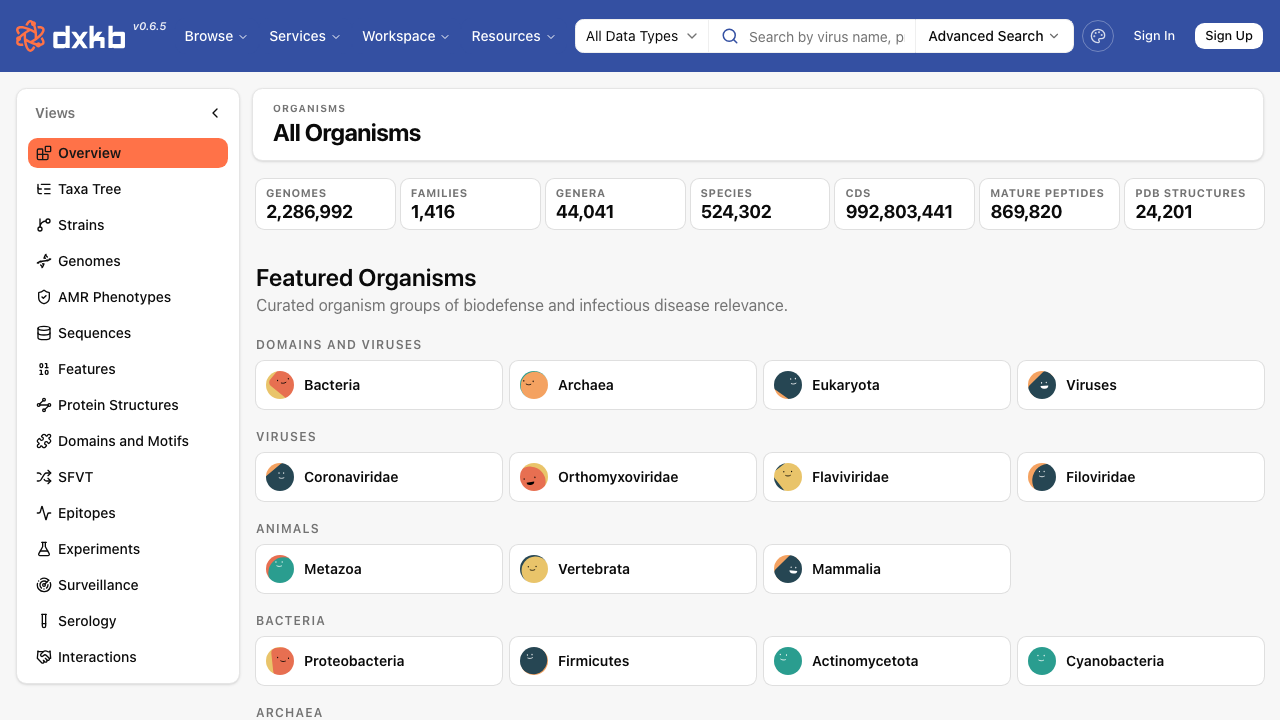 dxkb v0.6.5
Browse Services Workspace Resources All Data Types Search by virus name, p Advanced Search Sign In Sign Up
Views
Overview
Taxa Tree
Strains
Genomes
AMR Phenotypes
Sequences
Features
Protein Structures
Domains and Motifs
SFVT
Epitopes
Experiments
Surveillance
Serology
Interactions
ORGANISMS
All Organisms
GENOMES
2,286,992
FAMILIES
1,416
GENERA
44,041
SPECIES
524,302
CDS
992,803,441
MATURE PEPTIDES
869,820
PDB STRUCTURES
24,201
Featured Organisms
Curated organism groups of biodefense and infectious disease relevance.
DOMAINS AND VIRUSES
Bacteria
Archaea
Eukaryota
Viruses
VIRUSES
Coronaviridae
Orthomyxoviridae
Flaviviridae
Filoviridae
ANIMALS
Metazoa
Vertebrata
Mammalia
BACTERIA
Proteobacteria
Firmicutes
Actinomycetota
Cyanobacteria
ARCHAEA